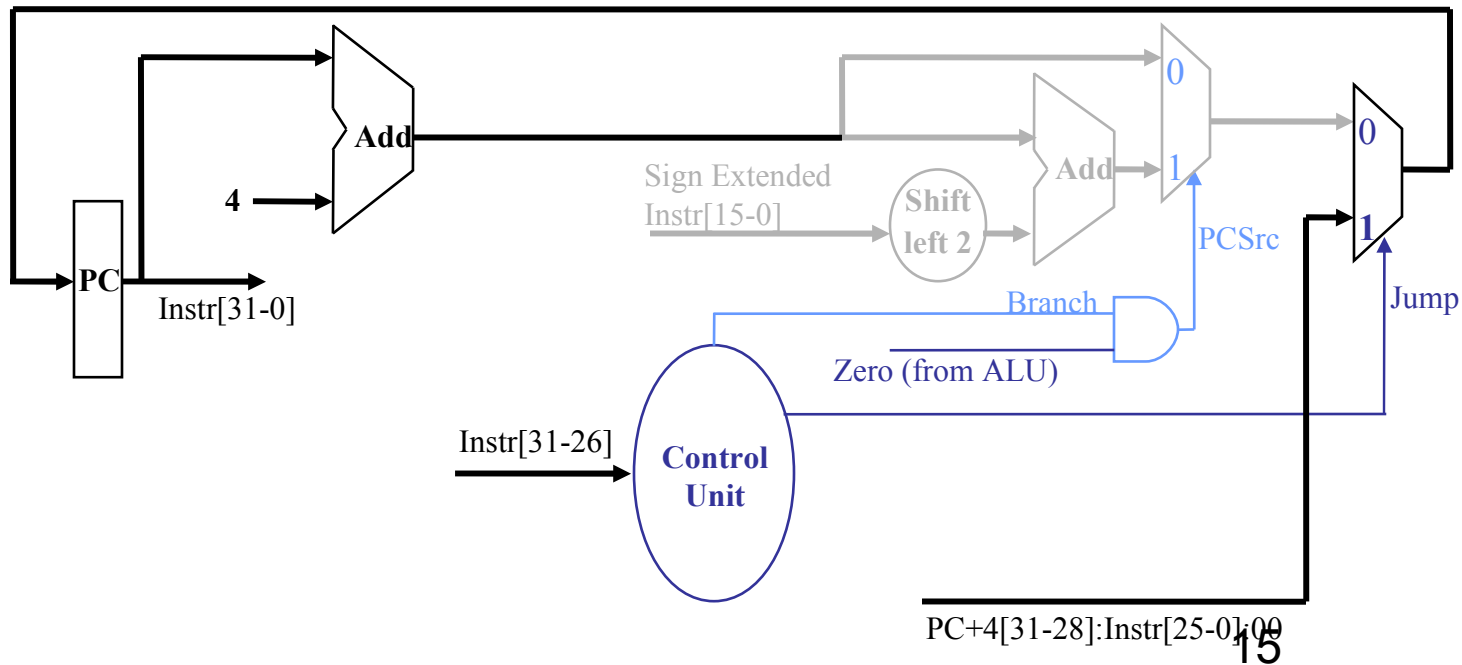 0
0
Add
Add
Sign Extended
Instr[15-0]
1
4
Shift
left 2
1
PCSrc
PC
Instr[31-0]
Branch
Jump
Zero (from ALU)
Instr[31-26]
Control
Unit
PC+4[31-28]:Instr[25-0]:00
15